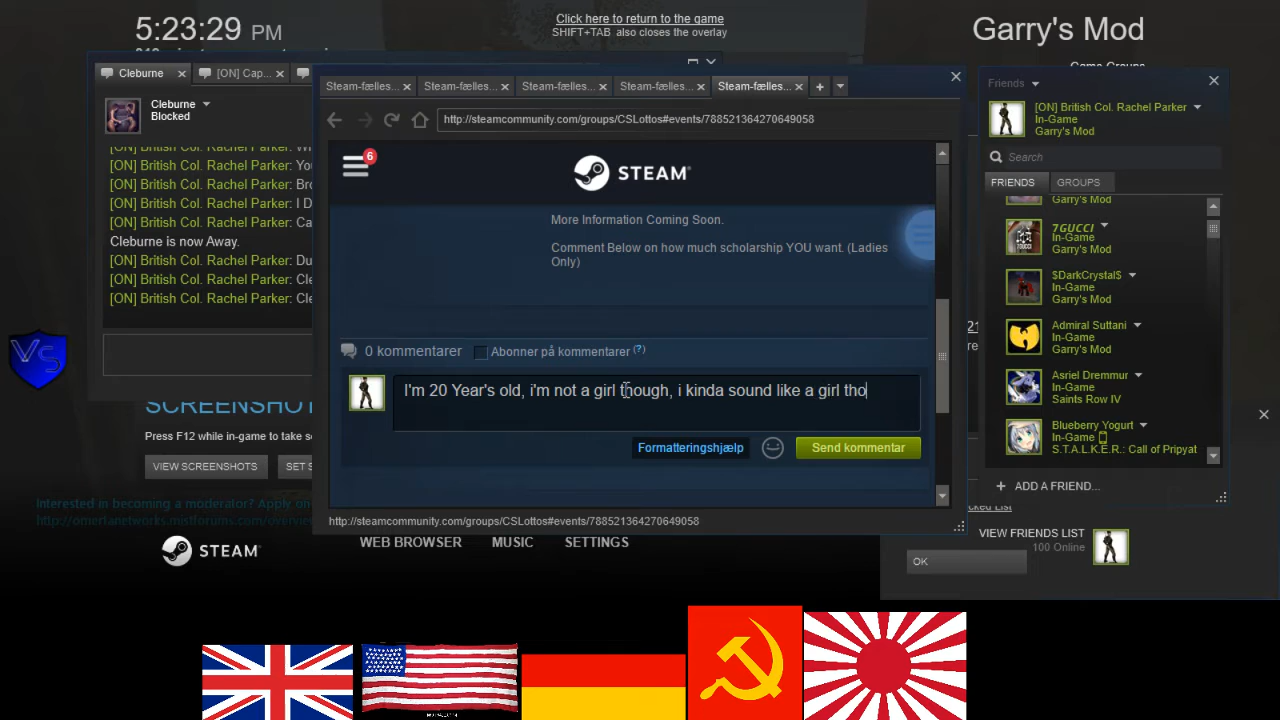 5:23:29 PM
Click here to return to the game
SHIFT+TAB also closes the overlay
Garry's Mod
Cleburne
[ON] Cap...
Cleburne
Blocked
[ON] British Col. Rachel Parker:
[ON] British Col. Rachel Parker: You
[ON] British Col. Rachel Parker: Bro
[ON] British Col. Rachel Parker: I D
[ON] British Col. Rachel Parker: Ca
Cleburne is now Away.
[ON] British Col. Rachel Parker: Du
[ON] British Col. Rachel Parker: Cle
[ON] British Col. Rachel Parker: Cle
Steam-fælles...
Steam-fælles...
Steam-fælles...
Steam-fælles...
Steam-fælles...
http://steamcommunity.com/groups/CSLottos#events/788521364270649058
6
STEAM®
More Information Coming Soon.
Comment Below on how much scholarship YOU want. (Ladies
Only)
0 kommentarer
Abonner på kommentarer (?)
I'm 20 Year's old, i'm not a girl though, i kinda sound like a girl tho
Formatteringshjælp
Send kommentar
http://steamcommunity.com/groups/CSLottos#events/788521364270649058
Friends
[ON] British Col. Rachel Parker
In-Game
Garry's Mod
Search
FRIENDS
GROUPS
Garry's Mod
7GUCCI
In-Game
Garry's Mod
$DarkCrystal$
In-Game
Garry's Mod
Admiral Suttani
In-Game
Garry's Mod
Asriel Dremmur
In-Game
Saints Row IV
Blueberry Yogurt
In-Game
S.T.A.L.K.E.R.: Call of Pripyat
+ ADD A FRIEND...
VS
SCREENSHOTS
Press F12 while in-game to take s
VIEW SCREENSHOTS
SET S
Interested in becoming a moderator? Apply on
STEAM
WEB BROWSER
MUSIC
SETTINGS
VIEW FRIENDS LIST
100 Online
OK